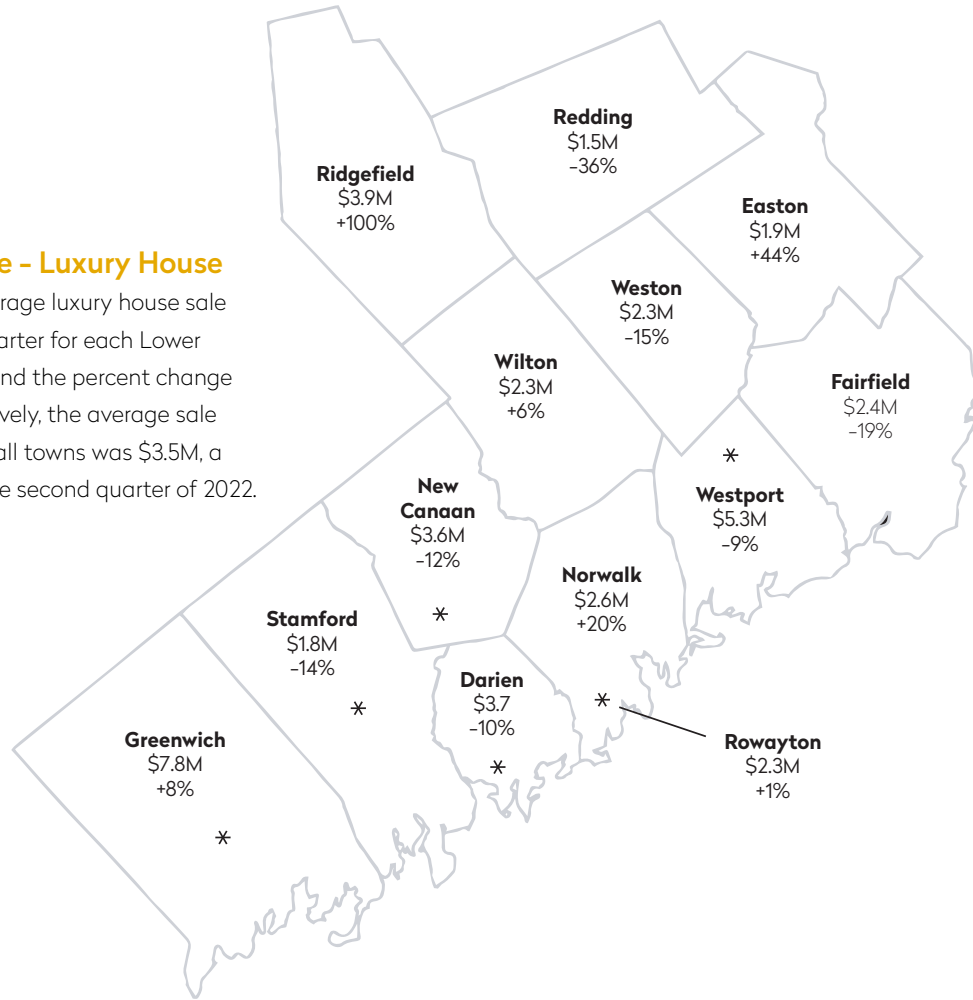 e - Luxury House
rage luxury house sale
arter for each Lower
nd the percent change
vely, the average sale
all towns was $3.5M, a
e second quarter of 2022.
Redding
$1.5M
-36%
Ridgefield
$3.9M
+100%
Easton
$1.9M
+44%
Weston
$2.3M
-15%
Wilton
$2.3M
+6%
Fairfield
$2.4M
-19%
New
Canaan
$3.6M
-12%
*
*
Westport
$5.3M
-9%
Norwalk
$2.6M
+20%
*
Stamford
$1.8M
-14%
*
Darien
$3.7
-10%
*
Greenwich
$7.8M
+8%
*
Rowayton
$2.3M
+1%